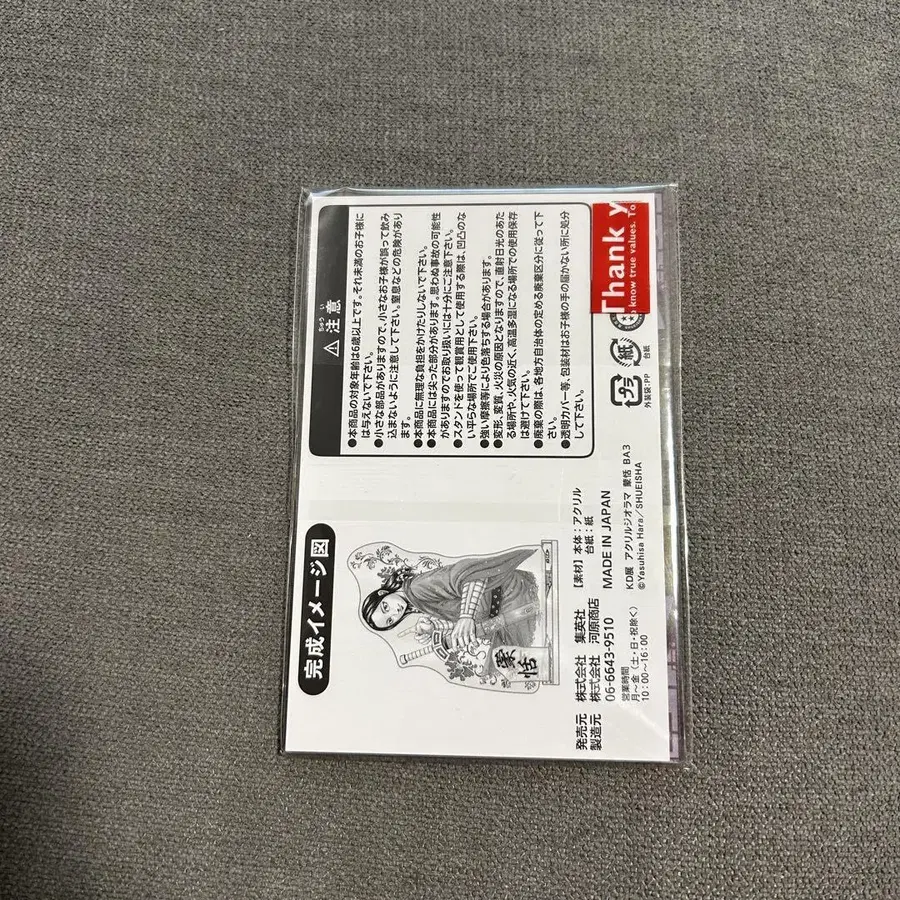 完成イメージ図
蒙恬
発売元 株式会社 集英社
製造元 株式会社 河原商店
06-6643-9510
営業時間
月～金(土・日・祝除く)
10:00～16:00
【素材】本体:アクリル
台紙:紙
MADE IN JAPAN
KD展 アクリルジオラマ 蒙恬 BA3
©Yasuhisa Hara/SHUEISHA
⚠ 注意
ちゅうい
●本商品の対象年齢は6歳以上です。それ未満のお子様に
は与えないで下さい。
●小さな部品がありますので、小さなお子様が誤って飲み
込まないように注意して下さい。窒息などの危険があり
ます。
●本商品に無理な負担をかけたりしないで下さい。
●本商品には尖った部分があります。思わぬ事故の可能性
がありますのでお取り扱いには十分にご注意下さい。
●スタンドを使って観賞用として使用する際は、凹凸のな
い平らな場所でご使用下さい。
●強い摩擦等により色落ちする場合があります。
●変形、変質、火災の原因となりますので、直射日光のあた
る場所や、火気の近く、高温多湿になる場所での使用保存
は避けて下さい。
●廃棄の際は、各地方自治体の定める廃棄区分に従って下
さい。
●透明カバー等、包装材はお子様の手の届かない所に処分
して下さい。
プラ
外装袋:PP
紙
台紙
Thank y
o know true values. To